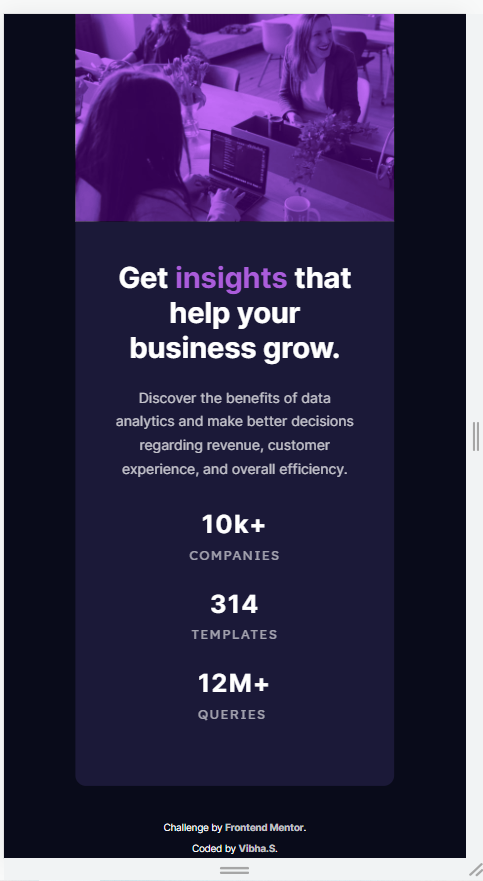 Get insights that
help your
business grow.
Discover the benefits of data
analytics and make better decisions
regarding revenue, customer
experience, and overall efficiency.
10k+
COMPANIES
314
TEMPLATES
12M+
QUERIES
Challenge by Frontend Mentor.
Coded by Vibha.S.